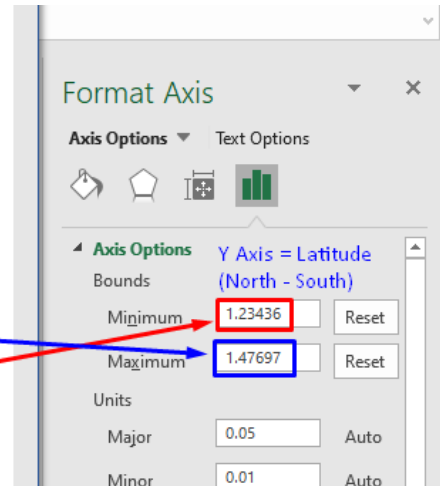 Format Axis
Axis Options Text Options
Axis Options
Y Axis = Latitude
(North - South)
Bounds
Minimum 1.23436 Reset
Maximum 1.47697 Reset
Units
Major 0.05 Auto
Minor 0.01 Auto